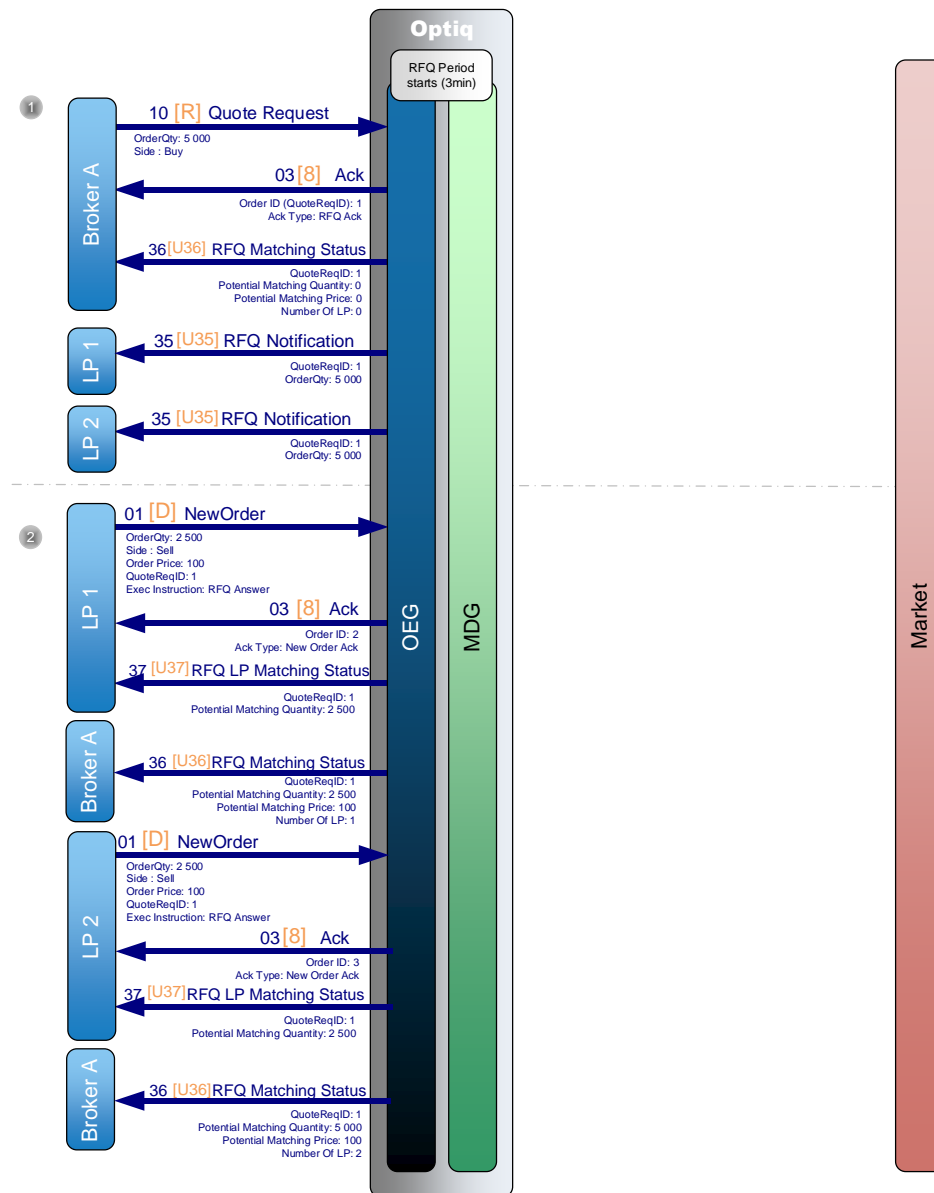 Optiq
RFQ Period
starts (3min)
1
Broker A
10 [R] Quote Request
OrderQty: 5 000
Side : Buy
03 [8] Ack
Order ID (QuoteReqID): 1
Ack Type: RFQ Ack
36 [U36] RFQ Matching Status
QuoteReqID: 1
Potential Matching Quantity: 0
Potential Matching Price: 0
Number Of LP: 0
LP 1
35 [U35] RFQ Notification
QuoteReqID: 1
OrderQty: 5 000
LP 2
35 [U35] RFQ Notification
QuoteReqID: 1
OrderQty: 5 000
2
LP 1
01 [D] NewOrder
OrderQty: 2 500
Side : Sell
Order Price: 100
QuoteReqID: 1
Exec Instruction: RFQ Answer
03 [8] Ack
Order ID: 2
Ack Type: New Order Ack
37 [U37] RFQ LP Matching Status
QuoteReqID: 1
Potential Matching Quantity: 2 500
OEG
MDG
Market
Broker A
36 [U36] RFQ Matching Status
QuoteReqID: 1
Potential Matching Quantity: 2 500
Potential Matching Price: 100
Number Of LP: 1
LP 2
01 [D] NewOrder
OrderQty: 2 500
Side : Sell
Order Price: 100
QuoteReqID: 1
Exec Instruction: RFQ Answer
03 [8] Ack
Order ID: 3
Ack Type: New Order Ack
37 [U37] RFQ LP Matching Status
QuoteReqID: 1
Potential Matching Quantity: 2 500
Broker A
36 [U36] RFQ Matching Status
QuoteReqID: 1
Potential Matching Quantity: 5 000
Potential Matching Price: 100
Number Of LP: 2